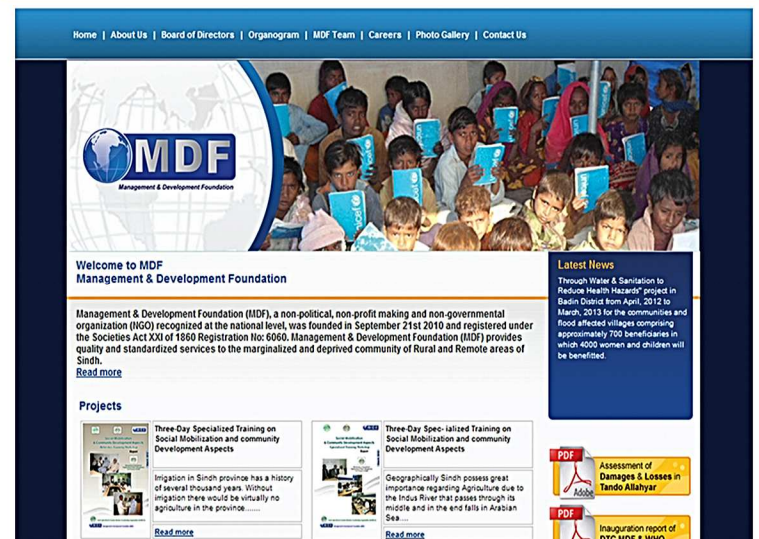 Home | About Us | Board of Directors | Organogram | MDF Team | Careers | Photo Gallery | Contact Us
MDF
Management & Development Foundation
unicef
unicef
unicef
Welcome to MDF
Management & Development Foundation
Management & Development Foundation (MDF), a non-political, non-profit making and non-governmental
organization (NGO) recognized at the national level, was founded in September 21st 2010 and registered under
the Societies Act XXI of 1860 Registration No: 6060. Management & Development Foundation (MDF) provides
quality and standardized services to the marginalized and deprived community of Rural and Remote areas of
Sindh.
Read more
Latest News
Through Water & Sanitation to
Reduce Health Hazards" project in
Badin District from April, 2012 to
March, 2013 for the communities and
flood affected villages comprising
approximately 700 beneficiaries in
which 4000 women and children will
be benefitted.
Projects
Three-Day Specialized Training on
Social Mobilization and community
Development Aspects
Irrigation in Sindh province has a history
of several thousand years. Without
irrigation there would be virtually no
agriculture in the province.......
Read more
Three-Day Spec- ialized Training on
Social Mobilization and community
Development Aspects
Geographically Sindh possess great
importance regarding Agriculture due to
the Indus River that passes through its
middle and in the end falls in Arabian
Sea....
Read more
PDF
Adobe
Assessment of
Damages & Losses in
Tando Allahyar
PDF
Inauguration report of
DTC MDF & WHO